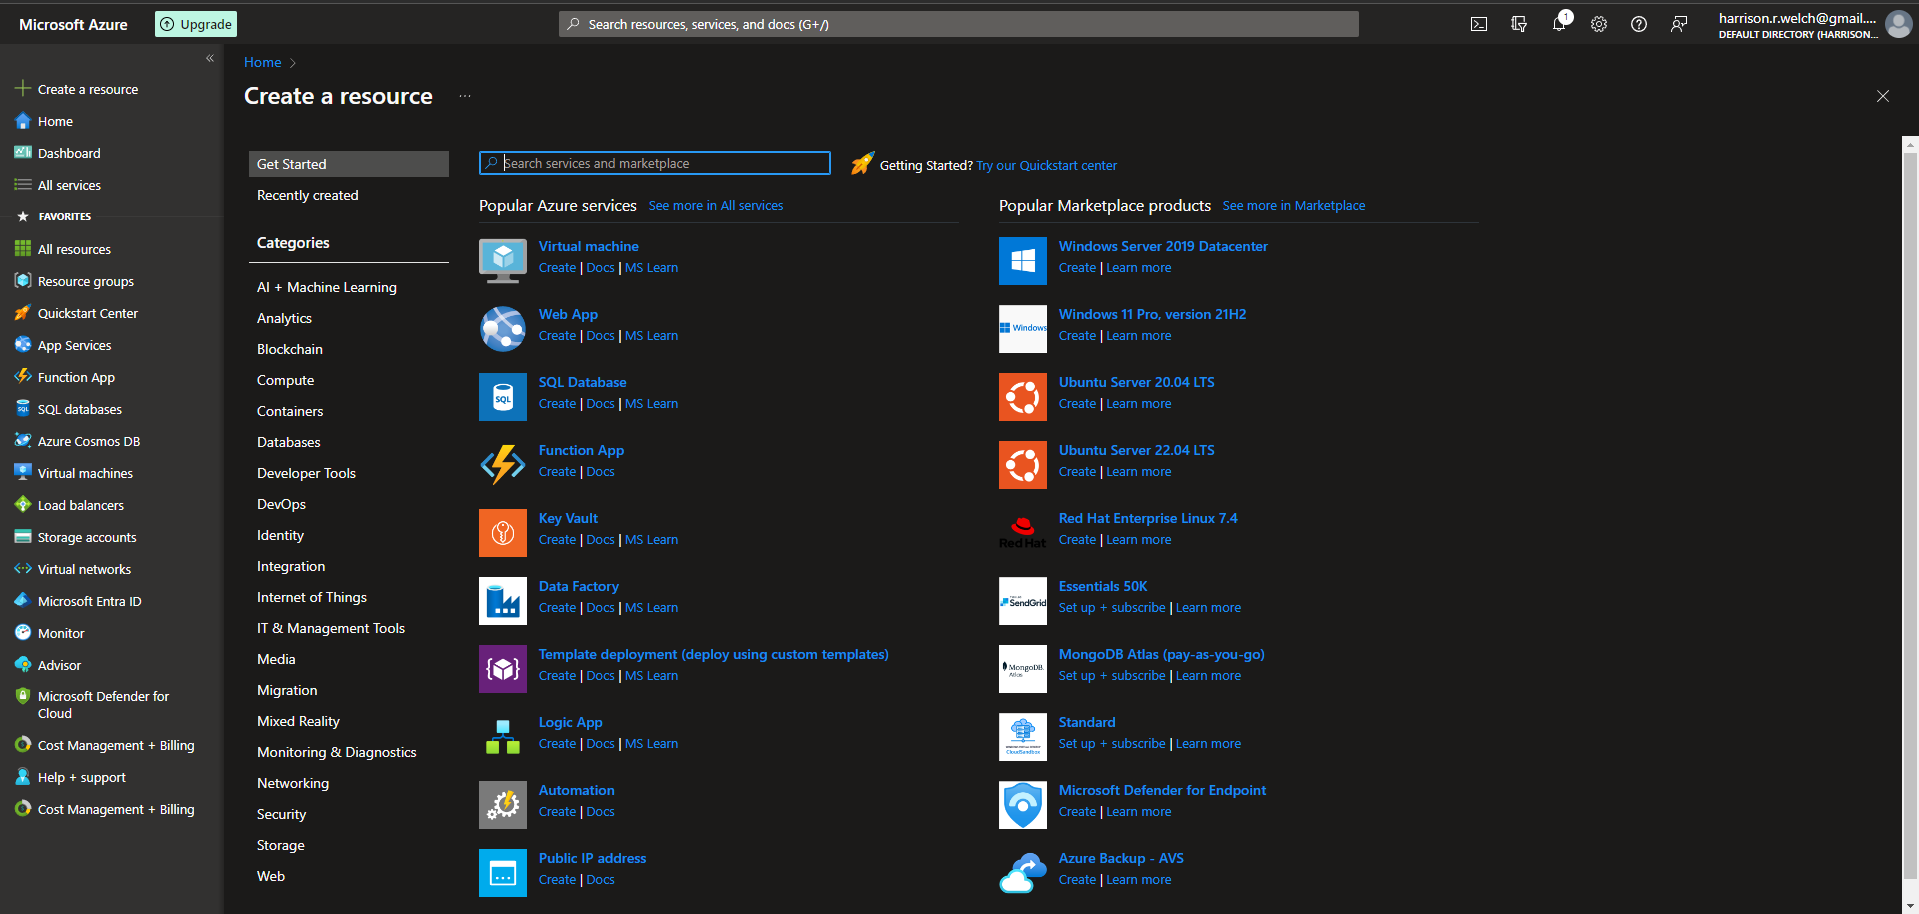 Microsoft Azure
Upgrade
Search resources, services, and docs (G+/)
1
harrison.r.welch@gmail....
DEFAULT DIRECTORY (HARRISON...
Create a resource
Home
Dashboard
All services
FAVORITES
All resources
Resource groups
Quickstart Center
App Services
Function App
SQL databases
Azure Cosmos DB
Virtual machines
Load balancers
Storage accounts
Virtual networks
Microsoft Entra ID
Monitor
Advisor
Microsoft Defender for
Cloud
Cost Management + Billing
Help + support
Cost Management + Billing
Home
Create a resource
...
Get Started
Recently created
Categories
AI + Machine Learning
Analytics
Blockchain
Compute
Containers
Databases
Developer Tools
DevOps
Identity
Integration
Internet of Things
IT & Management Tools
Media
Migration
Mixed Reality
Monitoring & Diagnostics
Networking
Security
Storage
Web
Search services and marketplace
Getting Started? Try our Quickstart center
Popular Azure services See more in All services
Virtual machine
Create | Docs | MS Learn
Web App
Create | Docs | MS Learn
SQL
SQL Database
Create | Docs | MS Learn
Function App
Create | Docs
Key Vault
Create | Docs | MS Learn
Data Factory
Create | Docs | MS Learn
Template deployment (deploy using custom templates)
Create | Docs | MS Learn
Logic App
Create | Docs | MS Learn
Automation
Create | Docs
Public IP address
Create | Docs
Popular Marketplace products See more in Marketplace
Windows Server 2019 Datacenter
Create | Learn more
Windows
Windows 11 Pro, version 21H2
Create | Learn more
Ubuntu Server 20.04 LTS
Create | Learn more
Ubuntu Server 22.04 LTS
Create | Learn more
Red Hat
Red Hat Enterprise Linux 7.4
Create | Learn more
SendGrid
Essentials 50K
Set up + subscribe | Learn more
MongoDB.
Atlas
MongoDB Atlas (pay-as-you-go)
Set up + subscribe | Learn more
CloudSandbox
Standard
Set up + subscribe | Learn more
Microsoft Defender for Endpoint
Create | Learn more
Azure Backup - AVS
Create | Learn more